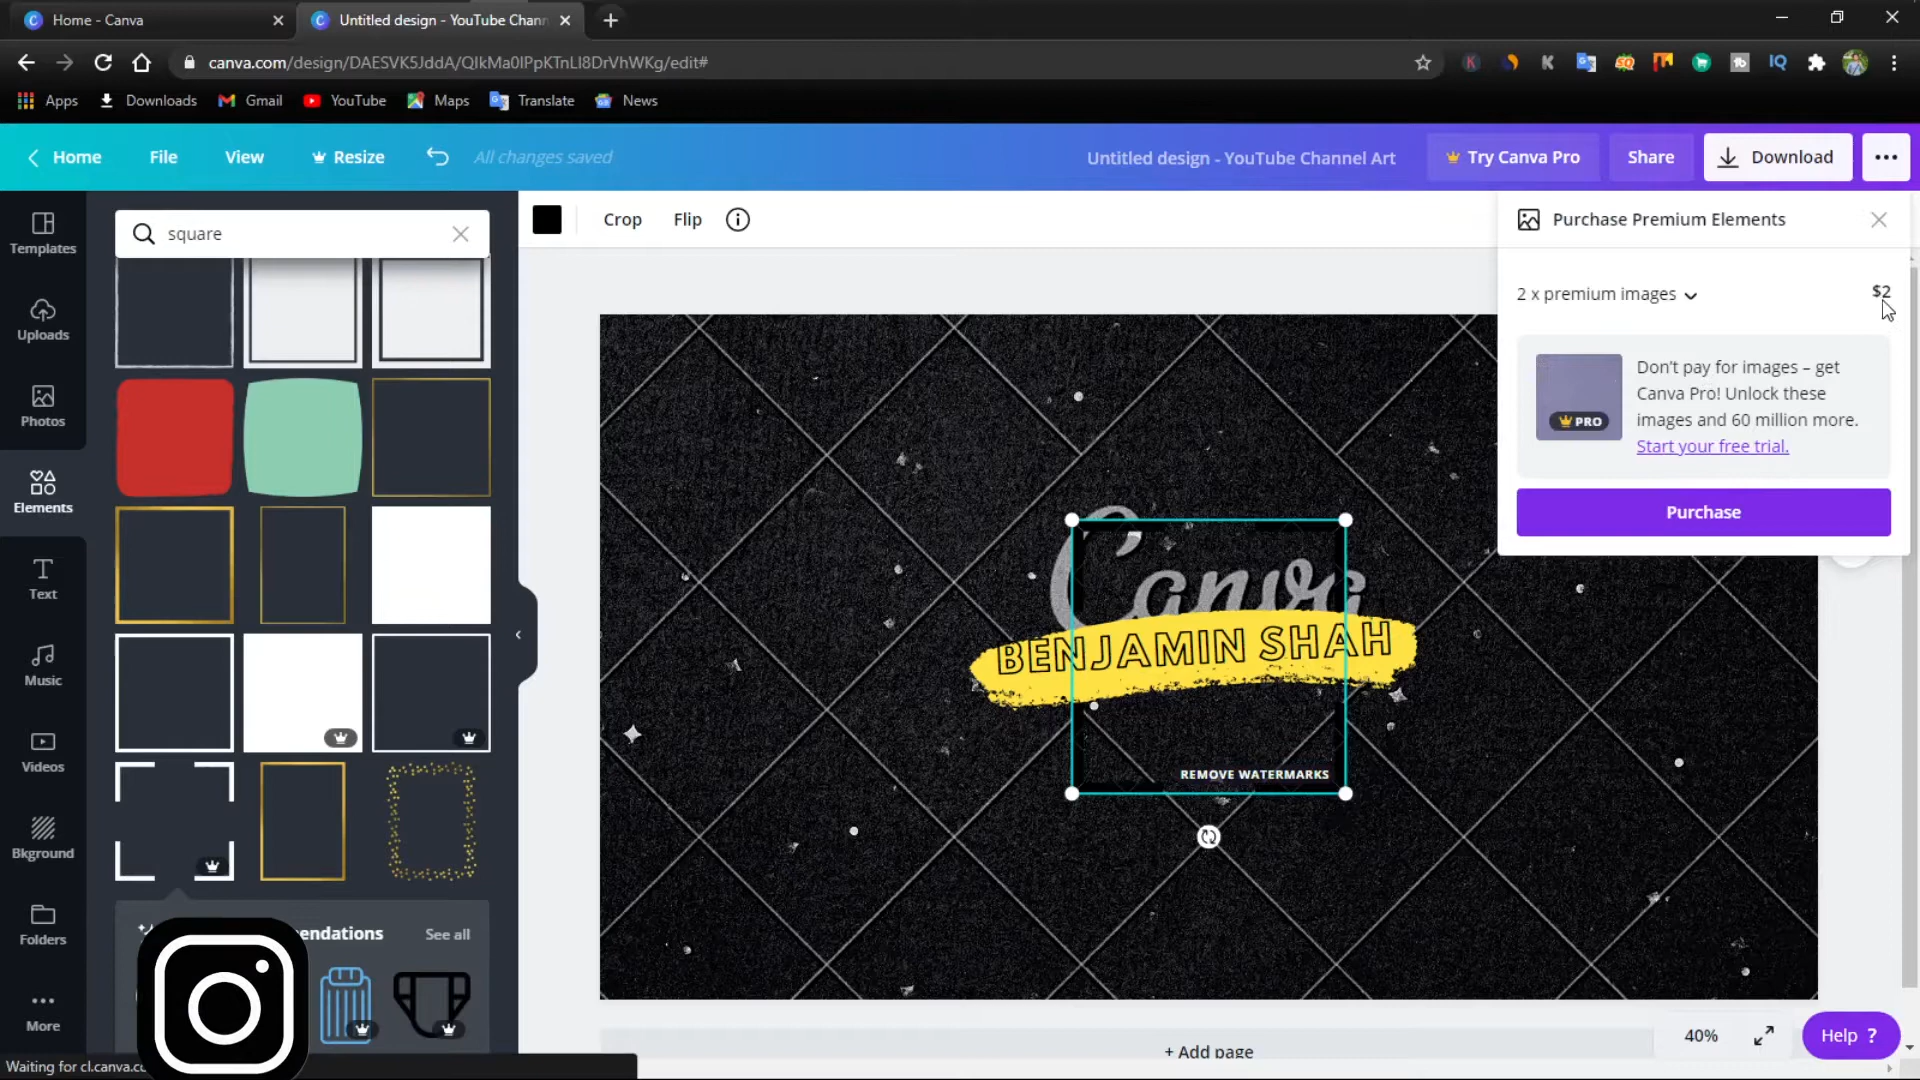 Home - Canva
Untitled design - YouTube Chann
canva.com/design/DAESVK5JddA/QIkMa0IPpKTnLl8DrVhWKg/edit#
Apps
Downloads
Gmail
YouTube
Maps
Translate
News
Home
File
View
Resize
All changes saved
Untitled design - YouTube Channel Art
Try Canva Pro
Share
Download
Templates
Uploads
Photos
Elements
Text
Music
Videos
Bkground
Folders
More
square
Crop
Flip
Purchase Premium Elements
2 x premium images
$2
Don't pay for images – get
Canva Pro! Unlock these
images and 60 million more.
Start your free trial.
PRO
Purchase
Canva
BENJAMIN SHAH
REMOVE WATERMARKS
endations
See all
+ Add page
40%
Help ?
Waiting for cl.canva.c